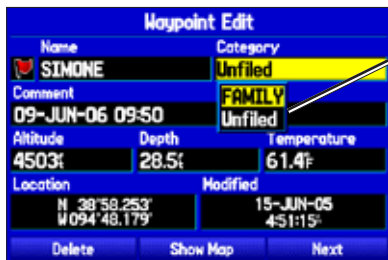 Waypoint Edit
Name Category
SIMONE Unfiled
Comment FAMILY
09-JUN-06 09:50 Unfiled
Altitude Depth Temperature
4503ft 28.5ft 61.4°F
Location Modified
N 38°58.253' 15-JUN-05
W094°48.179' 4:51:15
Delete Show Map Next